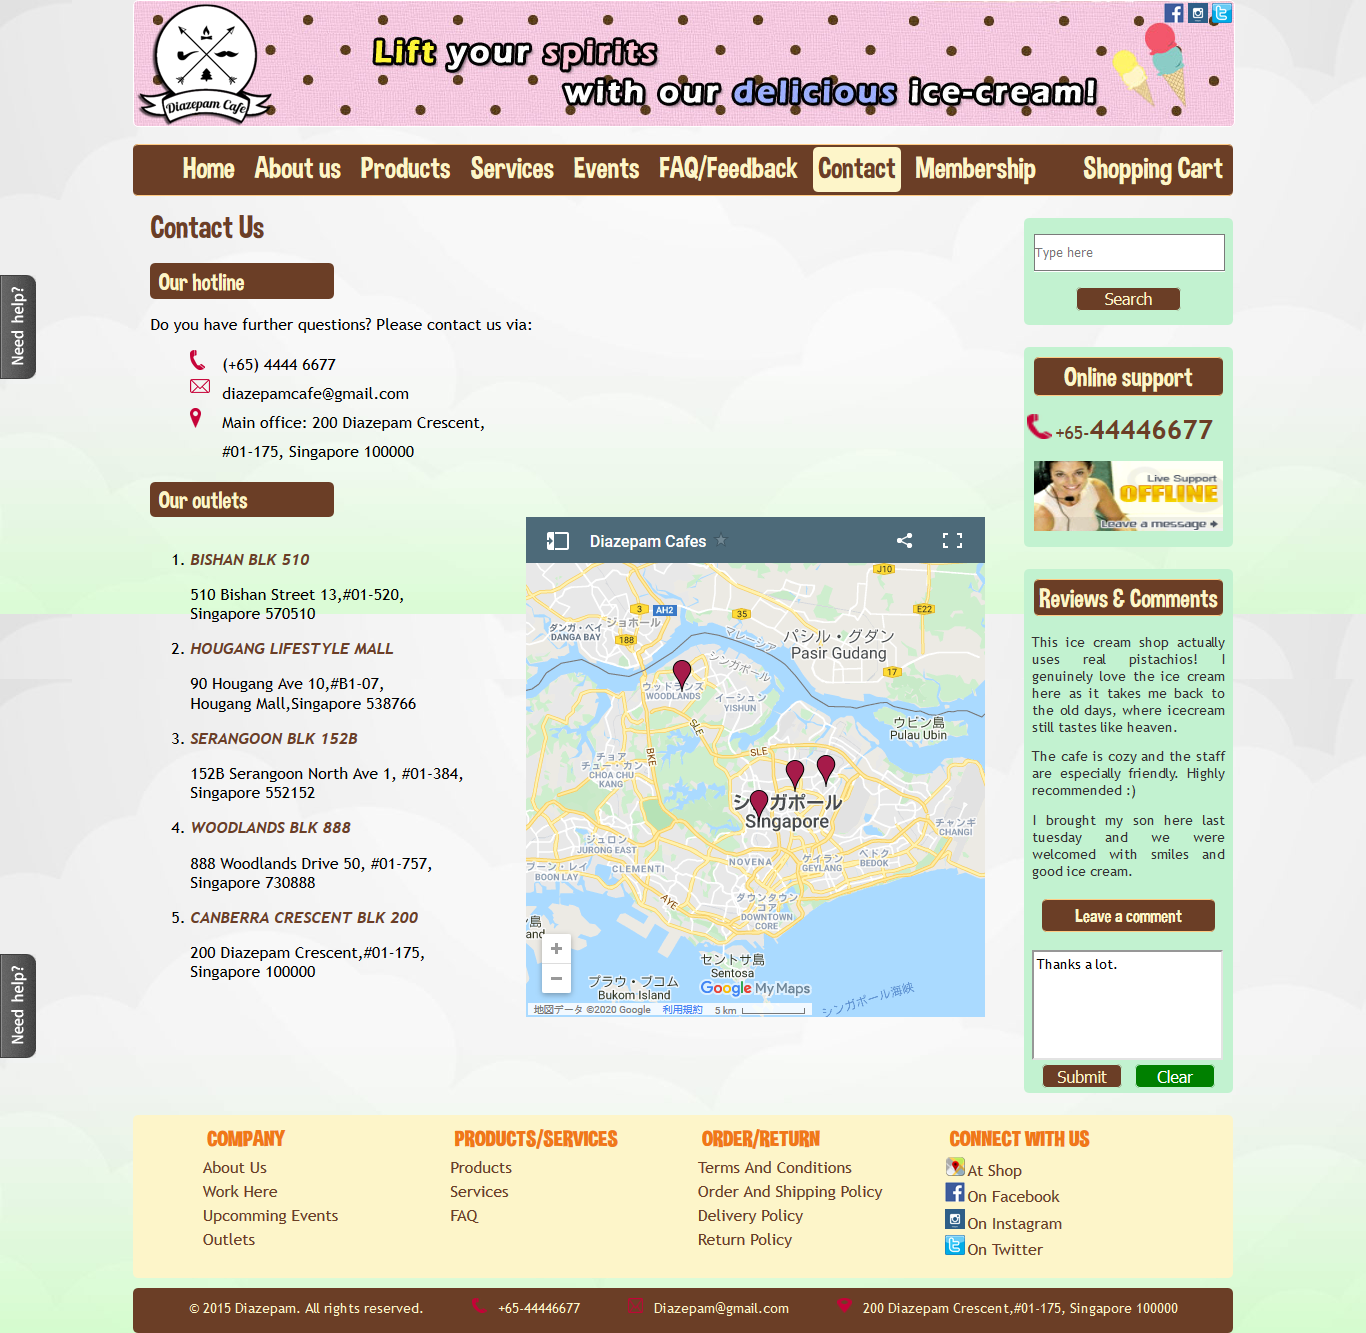 Diazepam Cafe
Lift your spirits
with our delicious ice-cream!
Home About us Products Services Events FAQ/Feedback Contact Membership Shopping Cart
Contact Us
Our hotline
Do you have further questions? Please contact us via:
(+65) 4444 6677
diazepamcafe@gmail.com
Main office: 200 Diazepam Crescent,
#01-175, Singapore 100000
Our outlets
1. BISHAN BLK 510
510 Bishan Street 13,#01-520,
Singapore 570510
2. HOUGANG LIFESTYLE MALL
90 Hougang Ave 10,#B1-07,
Hougang Mall,Singapore 538766
3. SERANGOON BLK 152B
152B Serangoon North Ave 1, #01-384,
Singapore 552152
4. WOODLANDS BLK 888
888 Woodlands Drive 50, #01-757,
Singapore 730888
5. CANBERRA CRESCENT BLK 200
200 Diazepam Crescent,#01-175,
Singapore 100000
Need help?
Need help?
Diazepam Cafes
J10
3
AH2
35
E22
ジョホール
ダンガ・ベイ
DANGA BAY
188
マレーシア
シンガポール
パシル・グダン
Pasir Gudang
17
ウッドランズ
WOODLANDS
イーシュン
YISHUN
ウビン島
Pulau Ubin
SLE
SLE
BKE
チョア
チュー・カン
CHOA CHU
KANG
シンガポール
Singapore
チャンギ
CHANGI
ジュロン
JURONG EAST
NOVENA
ゲイラン
GEYLANG
ベドク
BEDOK
ブーン・レイ
BOON LAY
CLEMENTI
AYE
ダウンタウン
コア
DOWNTOWN
CORE
ン島
and
セントサ島
Sentosa
プラウ・ブコム
Bukom Island
Google My Maps
シンガポール海峡
+
−
地図データ ©2020 Google 利用規約 5 km
Type here
Search
Online support
+65-44446677
Live Support
OFFLINE
Leave a message
Reviews & Comments
This ice cream shop actually
uses real pistachios! I
genuinely love the ice cream
here as it takes me back to
the old days, where icecream
still tastes like heaven.
The cafe is cozy and the staff
are especially friendly. Highly
recommended :)
I brought my son here last
tuesday and we were
welcomed with smiles and
good ice cream.
Leave a comment
Thanks a lot.
Submit Clear
COMPANY
About Us
Work Here
Upcomming Events
Outlets
PRODUCTS/SERVICES
Products
Services
FAQ
ORDER/RETURN
Terms And Conditions
Order And Shipping Policy
Delivery Policy
Return Policy
CONNECT WITH US
At Shop
On Facebook
On Instagram
On Twitter
© 2015 Diazepam. All rights reserved. +65-44446677 Diazepam@gmail.com 200 Diazepam Crescent,#01-175, Singapore 100000